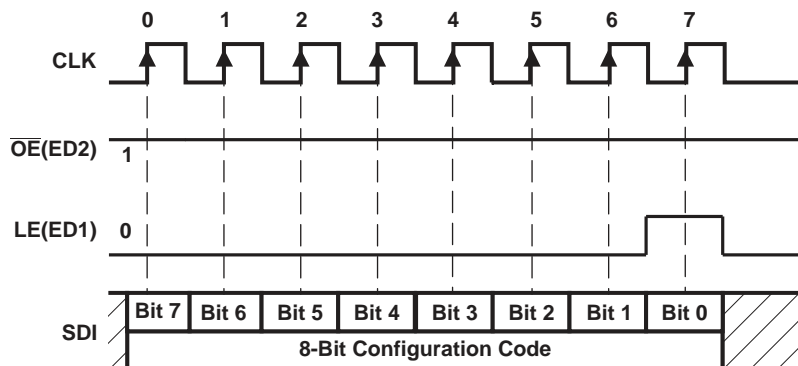 0 1 2 3 4 5 6 7
CLK
OE(ED2) 1
LE(ED1) 0
SDI
Bit 7 Bit 6 Bit 5 Bit 4 Bit 3 Bit 2 Bit 1 Bit 0
8-Bit Configuration Code